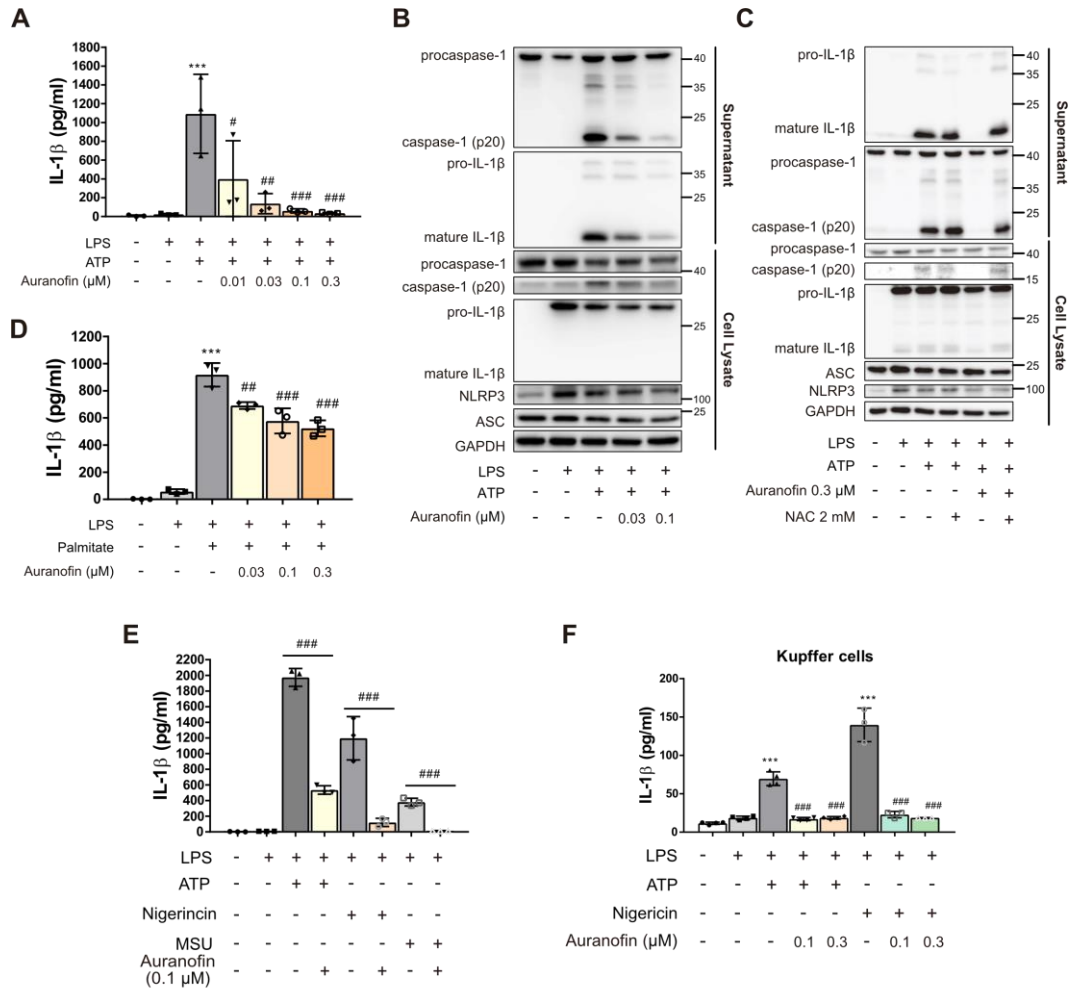 A
IL-1β (pg/ml)
1800
1600
1400
1200
1000
800
600
400
200
0
***
#
##
###
###
LPS - + + + + + +
ATP - - + + + + +
Auranofin (μM) - - - 0.01 0.03 0.1 0.3
B
procaspase-1
40
35
25
caspase-1 (p20)
pro-IL-1β
35
25
mature IL-1β
procaspase-1
40
caspase-1 (p20)
pro-IL-1β
25
mature IL-1β
NLRP3
100
ASC
25
GAPDH
Supernatant
Cell Lysate
LPS - + + + +
ATP - - + + +
Auranofin (μM) - - - 0.03 0.1
C
pro-IL-1β
40
35
25
mature IL-1β
procaspase-1
40
35
25
caspase-1 (p20)
procaspase-1
40
caspase-1 (p20)
15
pro-IL-1β
25
mature IL-1β
ASC
25
NLRP3
100
GAPDH
Supernatant
Cell Lysate
LPS - + + + + +
ATP - - + + + +
Auranofin 0.3 μM - - - - + +
NAC 2 mM - - - + - +
D
IL-1β (pg/ml)
1200
1000
800
600
400
200
0
***
##
###
###
LPS - + + + + +
Palmitate - - + + + +
Auranofin (μM) - - - 0.03 0.1 0.3
E
IL-1β (pg/ml)
2200
2000
1800
1600
1400
1200
1000
800
600
400
200
0
###
###
###
LPS - + + + + + + +
ATP - - + + - - - -
Nigerincin - - - - + + - -
MSU - - - - - - + +
Auranofin
(0.1 μM) - - - + - + - +
F
Kupffer cells
IL-1β (pg/ml)
200
150
100
50
0
***
###
###
***
###
###
LPS - + + + + + + +
ATP - - + + + - - -
Nigericin - - - - - + + +
Auranofin (μM) - - - 0.1 0.3 - 0.1 0.3